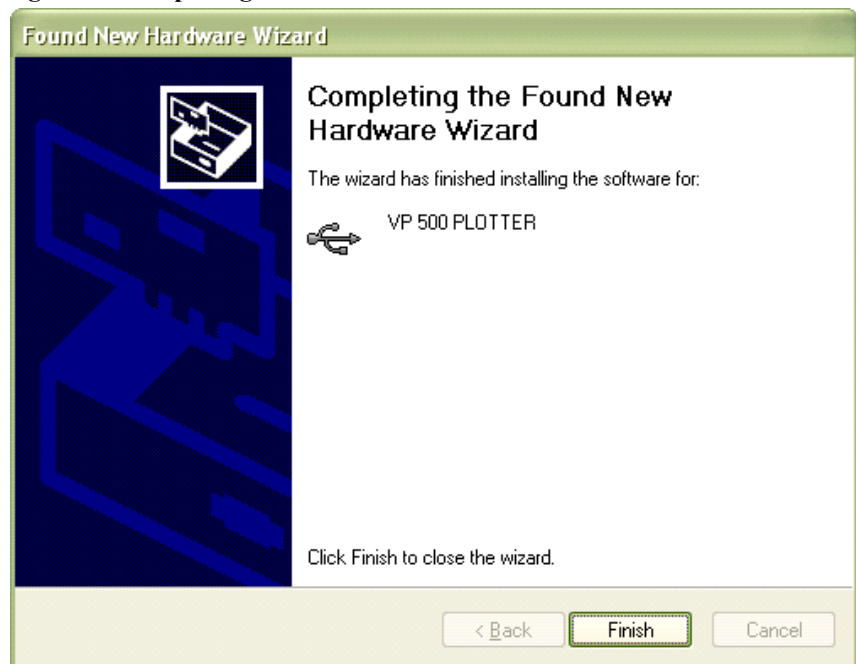 Found New Hardware Wizard
Completing the Found New
Hardware Wizard
The wizard has finished installing the software for:
VP 500 PLOTTER
Click Finish to close the wizard.
< Back
Finish
Cancel